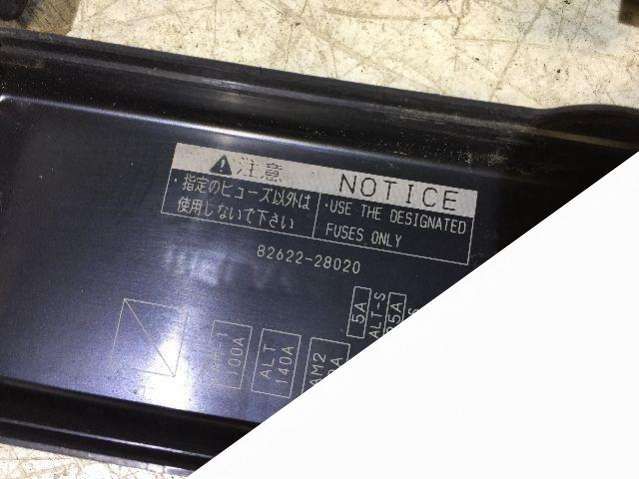 注意
・指定のヒューズ以外は
使用しないで下さい
NOTICE
・USE THE DESIGNATED
FUSES ONLY
82622-28020
100A
ALT
140A
AM2
5A
ALT-S